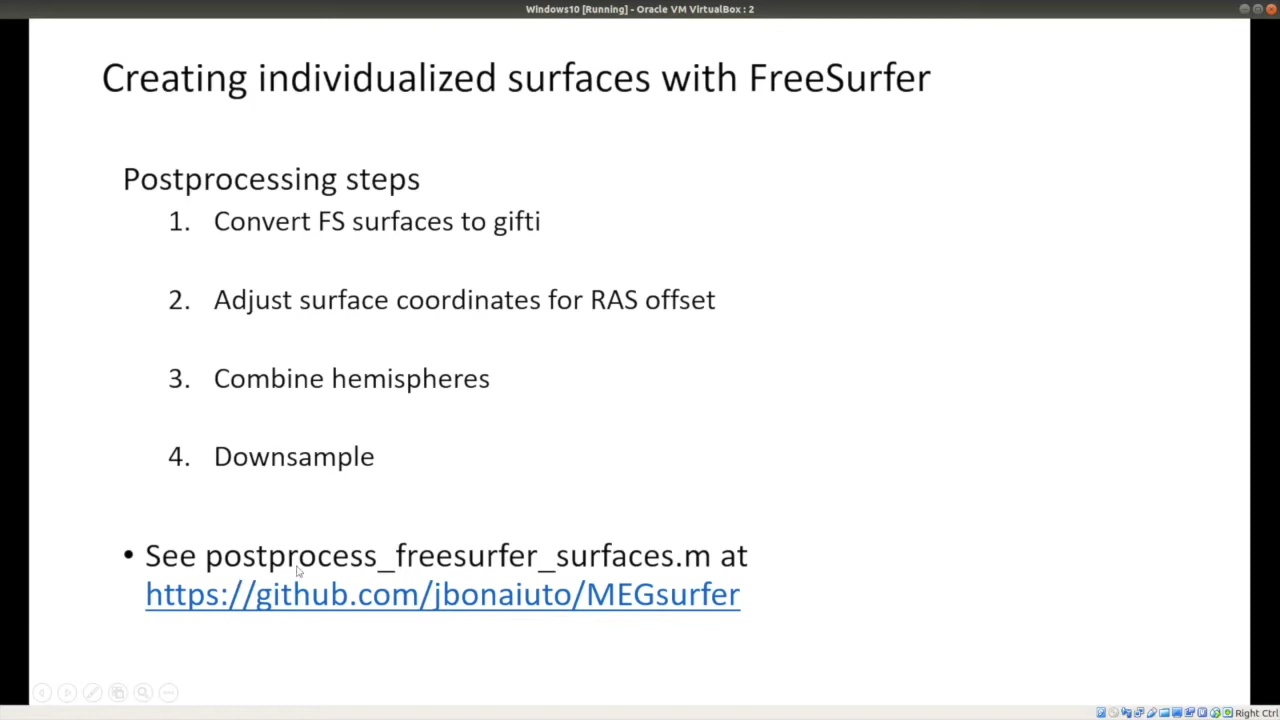 Windows10 [Running] - Oracle VM VirtualBox : 2
Creating individualized surfaces with FreeSurfer
Postprocessing steps
1. Convert FS surfaces to gifti
2. Adjust surface coordinates for RAS offset
3. Combine hemispheres
4. Downsample
• See postprocess_freesurfer_surfaces.m at
https://github.com/jbonaiuto/MEGsurfer
Right Ctrl